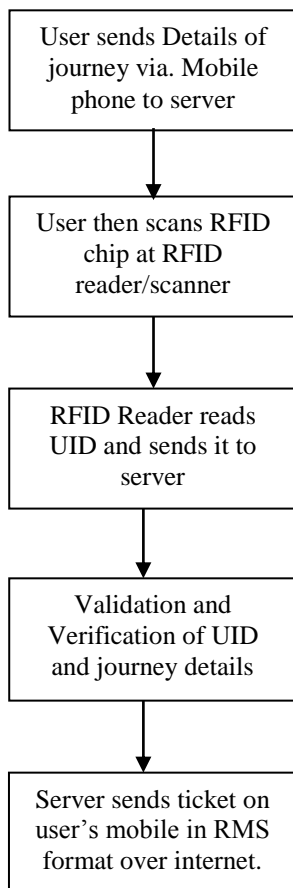 User sends Details of
journey via. Mobile
phone to server
User then scans RFID
chip at RFID
reader/scanner
RFID Reader reads
UID and sends it to
server
Validation and
Verification of UID
and journey details
Server sends ticket on
user's mobile in RMS
format over internet.